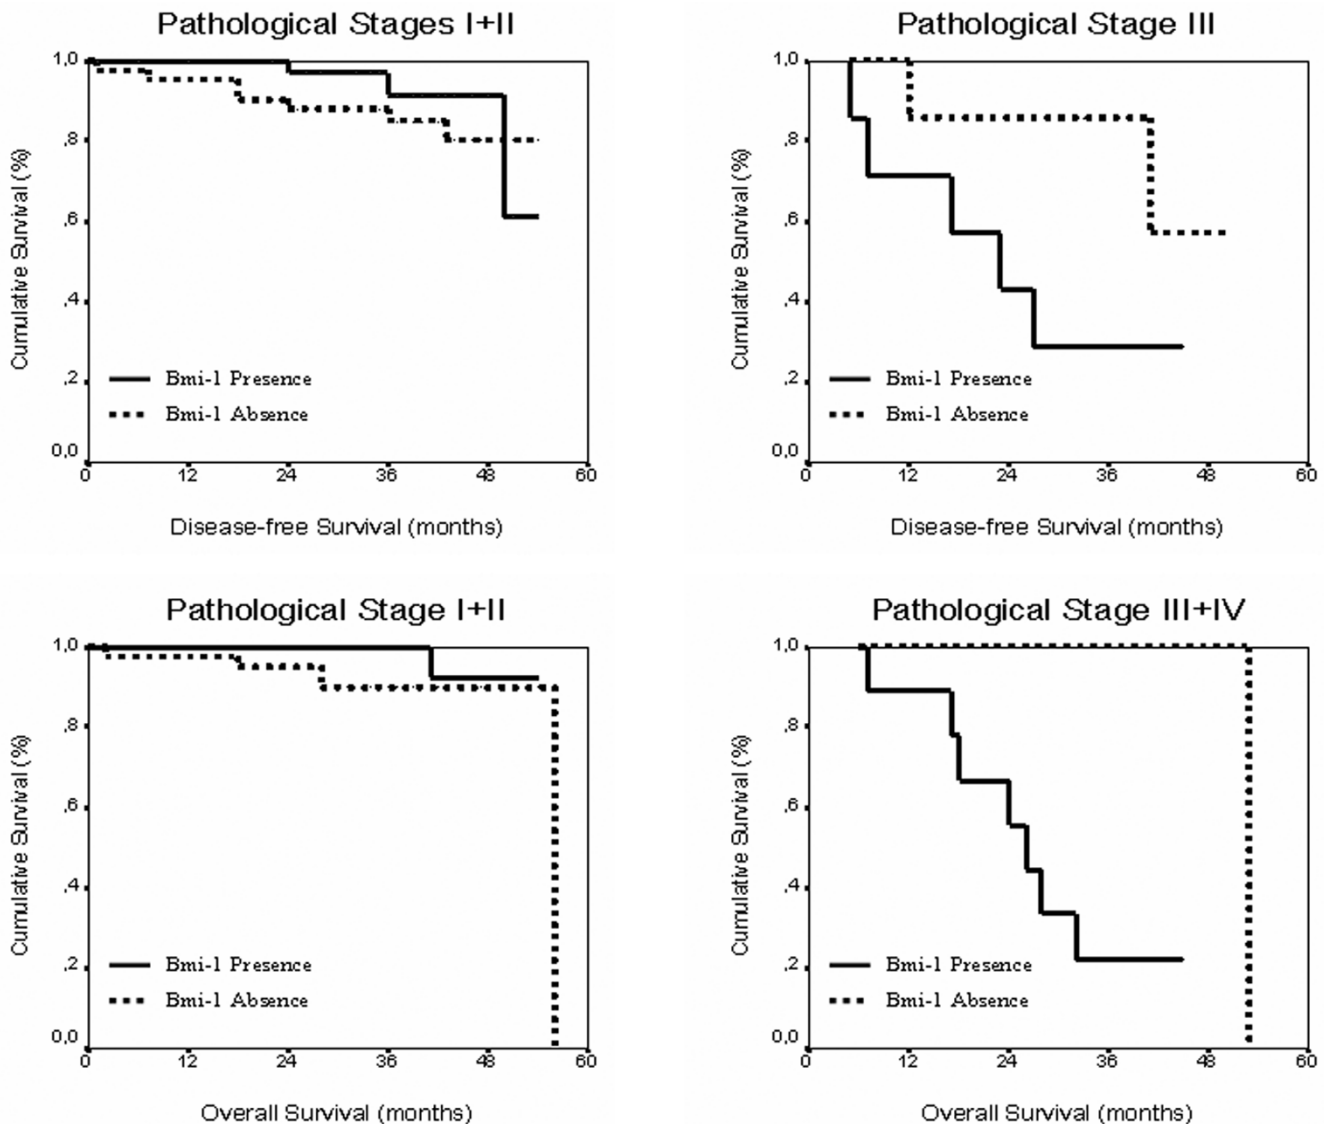 Pathological Stages I+II
Cumulative Survival (%)
1,0
,8
,6
,4
,2
0,0
Bmi-1 Presence
Bmi-1 Absence
0 12 24 36 48 60
Disease-free Survival (months)
Pathological Stage III
Cumulative Survival (%)
1,0
,8
,6
,4
,2
0,0
Bmi-1 Presence
Bmi-1 Absence
0 12 24 36 48 60
Disease-free Survival (months)
Pathological Stage I+II
Cumulative Survival (%)
1,0
,8
,6
,4
,2
0,0
Bmi-1 Presence
Bmi-1 Absence
0 12 24 36 48 60
Overall Survival (months)
Pathological Stage III+IV
Cumulative Survival (%)
1,0
,8
,6
,4
,2
0,0
Bmi-1 Presence
Bmi-1 Absence
0 12 24 36 48 60
Overall Survival (months)